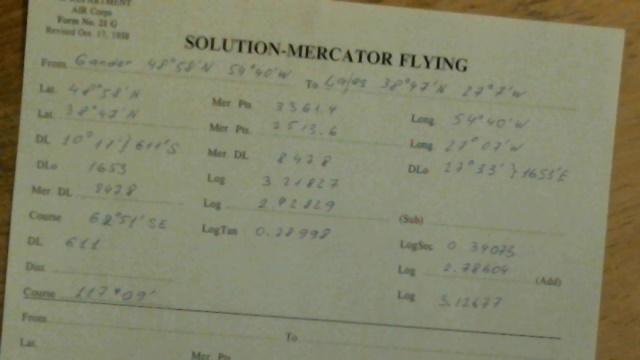 DEPARTMENT
AIR Corps
Form No. 21 G
Revised Oct. 17, 1938
SOLUTION-MERCATOR FLYING
From Gander 48°58'N 54°40'W To Lajes 38°47'N 27°7'W
Lat. 48°58'N Mer Pts 3361.4 Long 54°40'W
Lat. 38°47'N Mer Pts. 2513.6 Long 27°07'W
DL 10°11'}611'S Mer DL 847.8 DLo 27°33'}1653'E
DLo 1653 Log 3.21827
Mer DL 847.8 Log 2.92829 (Sub)
Course 62°51'SE LogTan 0.28998 LogSec 0.34075
DL 611 Log 2.78604 (Add)
Dist Log 3.12677
Course 117°09'
From To
Lat. Mer Pts